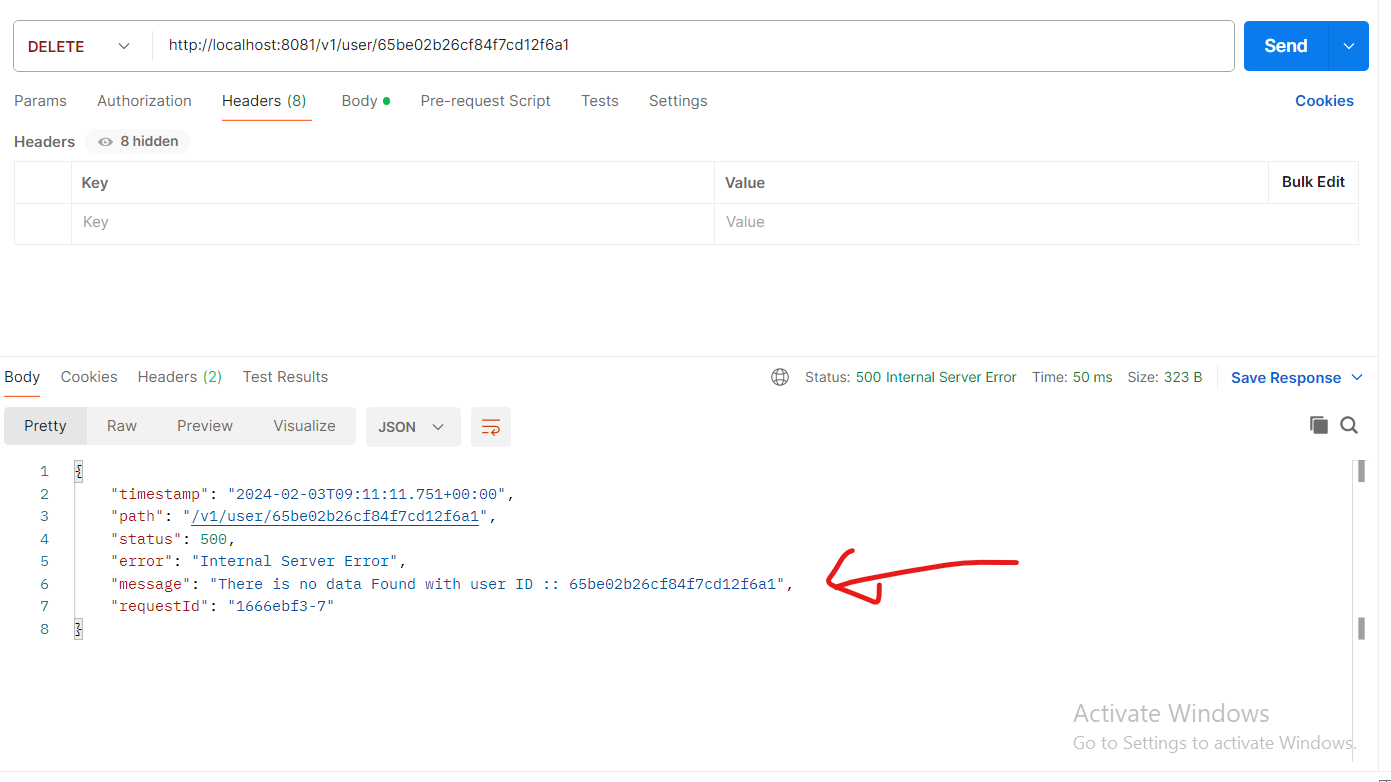 DELETE http://localhost:8081/v1/user/65be02b26cf84f7cd12f6a1 Send
Params Authorization Headers (8) Body Pre-request Script Tests Settings Cookies
Headers 8 hidden
Key Value Bulk Edit
Key Value
Body Cookies Headers (2) Test Results Status: 500 Internal Server Error Time: 50 ms Size: 323 B Save Response
Pretty Raw Preview Visualize JSON
1 {
2 "timestamp": "2024-02-03T09:11:11.751+00:00",
3 "path": "/v1/user/65be02b26cf84f7cd12f6a1",
4 "status": 500,
5 "error": "Internal Server Error",
6 "message": "There is no data Found with user ID :: 65be02b26cf84f7cd12f6a1",
7 "requestId": "1666ebf3-7"
8 }
Activate Windows
Go to Settings to activate Windows.